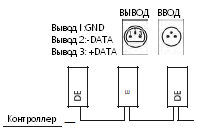 ВЫВОД ВВОД
Вывод 1:GND
Вывод 2:-DATA
Вывод 3: +DATA
DE
E
DE
Контроллер